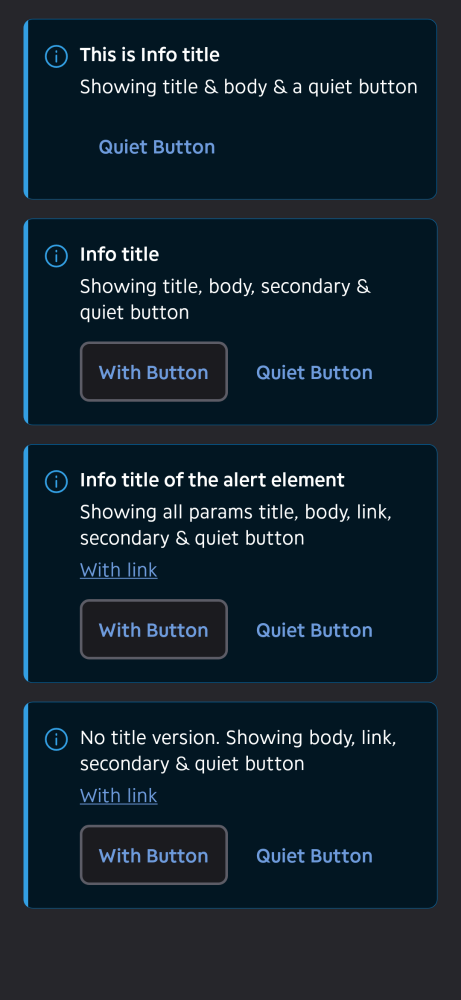 This is Info title
Showing title & body & a quiet button
Quiet Button
Info title
Showing title, body, secondary &
quiet button
With Button
Quiet Button
Info title of the alert element
Showing all params title, body, link,
secondary & quiet button
With link
With Button
Quiet Button
No title version. Showing body, link,
secondary & quiet button
With link
With Button
Quiet Button